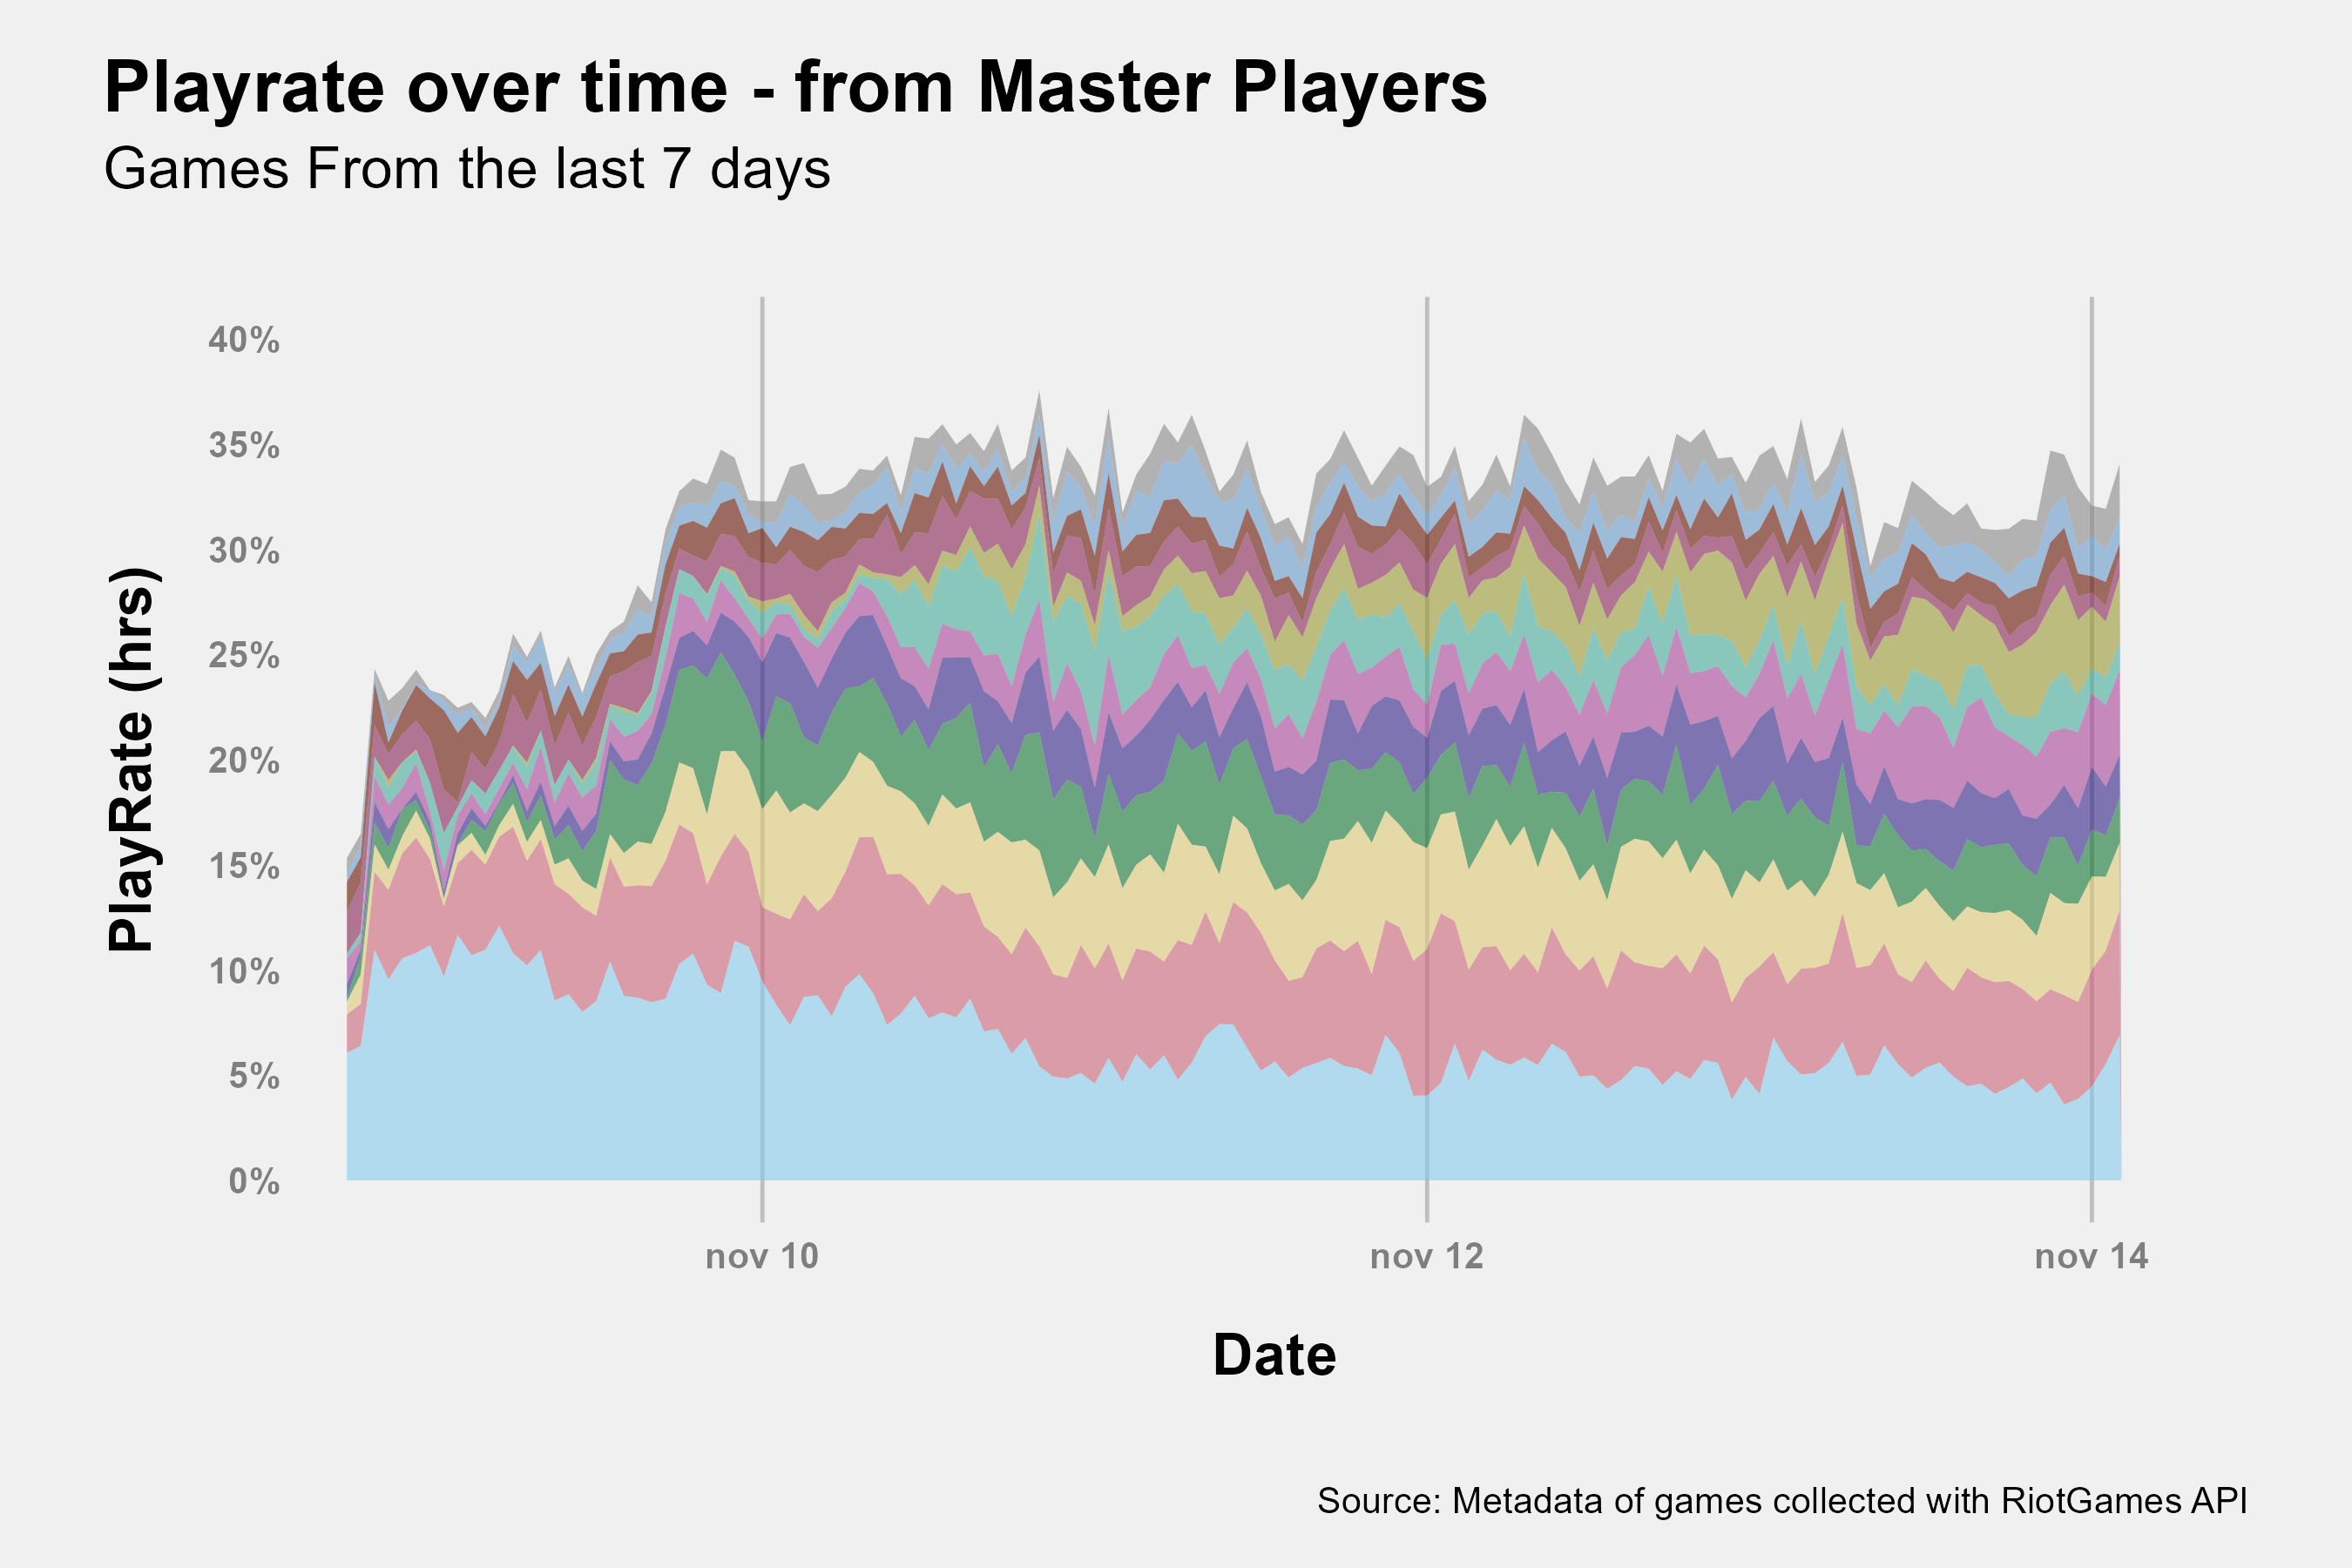 Playrate over time - from Master Players
Games From the last 7 days
PlayRate (hrs)
40%
35%
30%
25%
20%
15%
10%
5%
0%
nov 10
nov 12
nov 14
Date
Source: Metadata of games collected with RiotGames API